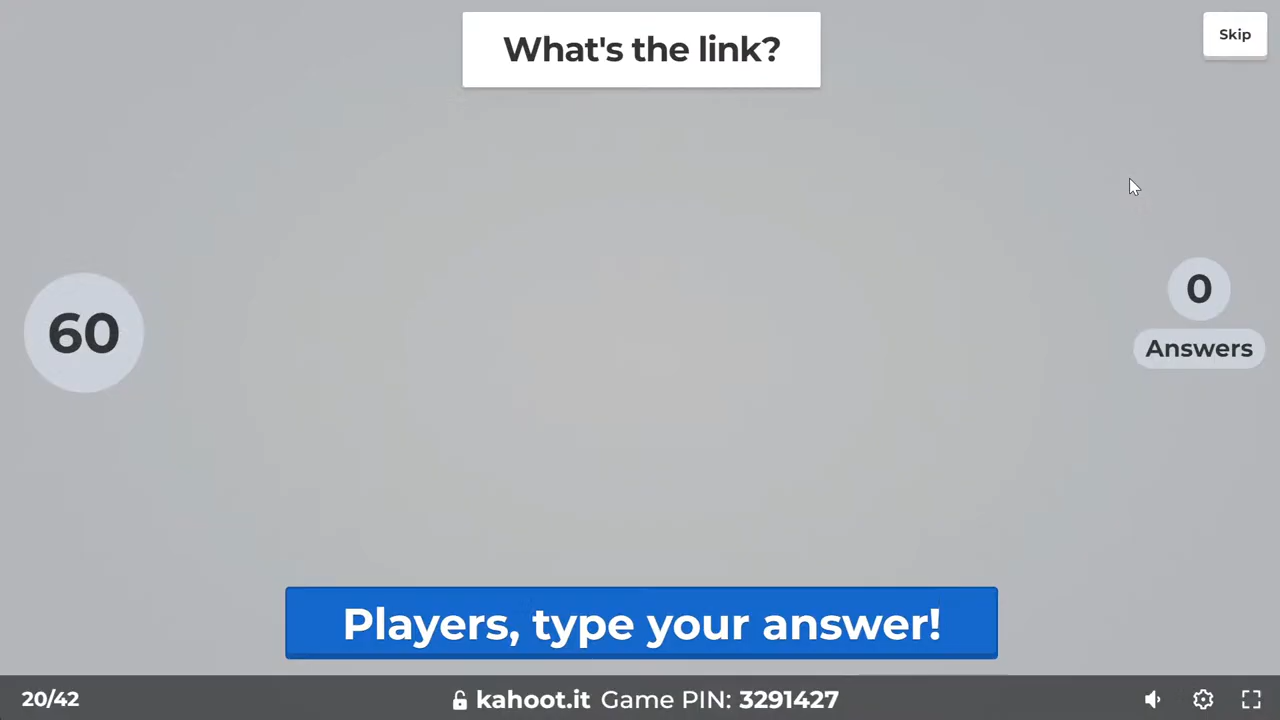 What's the link?
Skip
60
0
Answers
Players, type your answer!
20/42
kahoot.it Game PIN: 3291427